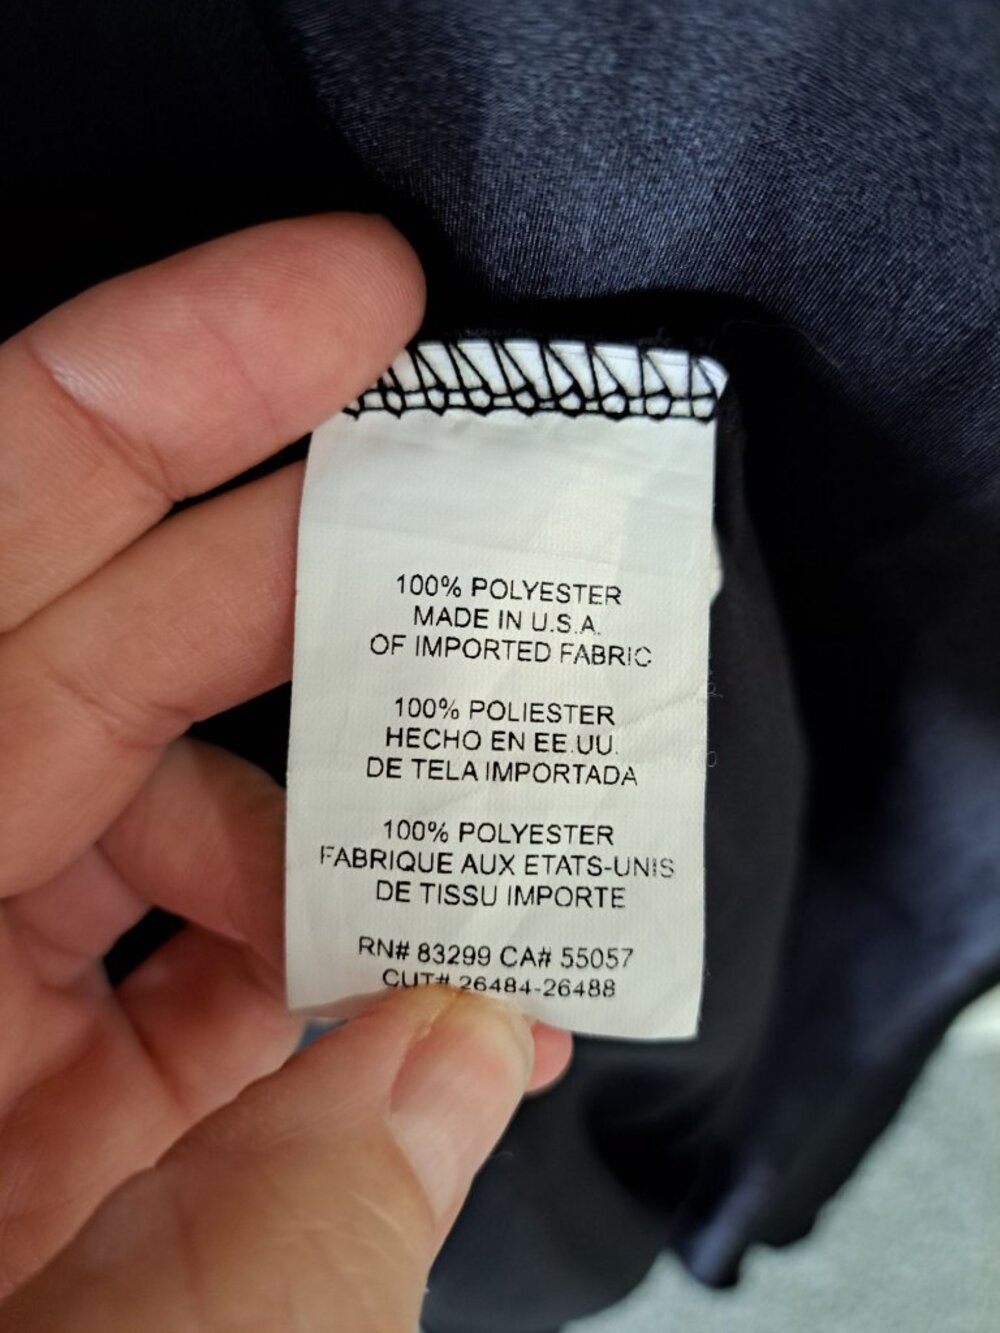 100% POLYESTER
MADE IN U.S.A.
OF IMPORTED FABRIC
100% POLIESTER
HECHO EN EE.UU.
DE TELA IMPORTADA
100% POLYESTER
FABRIQUE AUX ETATS-UNIS
DE TISSU IMPORTE
RN# 83299 CA# 55057
CUT# 26484-26488